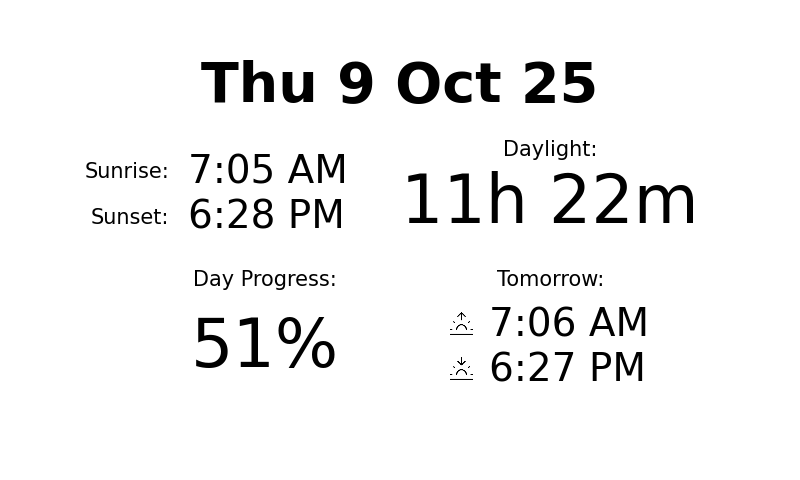 Thu 9 Oct 25
Sunrise: 7:05 AM
Sunset: 6:28 PM
Daylight:
11h 22m
Day Progress:
51%
Tomorrow:
7:06 AM
6:27 PM